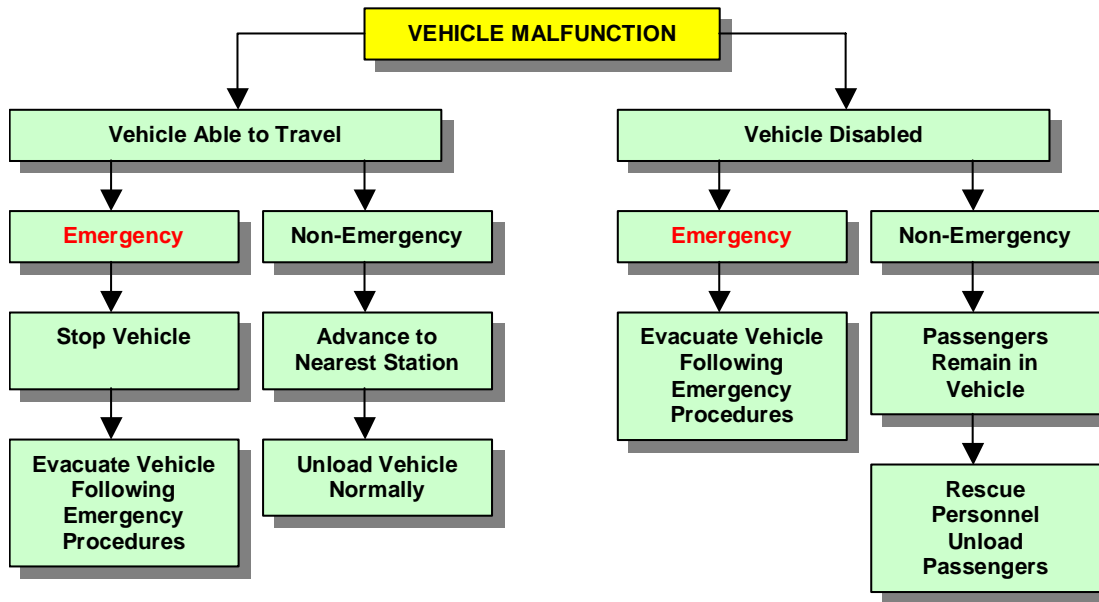 VEHICLE MALFUNCTION
Vehicle Able to Travel
Vehicle Disabled
Emergency
Non-Emergency
Emergency
Non-Emergency
Stop Vehicle
Advance to
Nearest Station
Evacuate Vehicle
Following
Emergency
Procedures
Passengers
Remain in
Vehicle
Evacuate Vehicle
Following
Emergency
Procedures
Unload Vehicle
Normally
Rescue
Personnel
Unload
Passengers